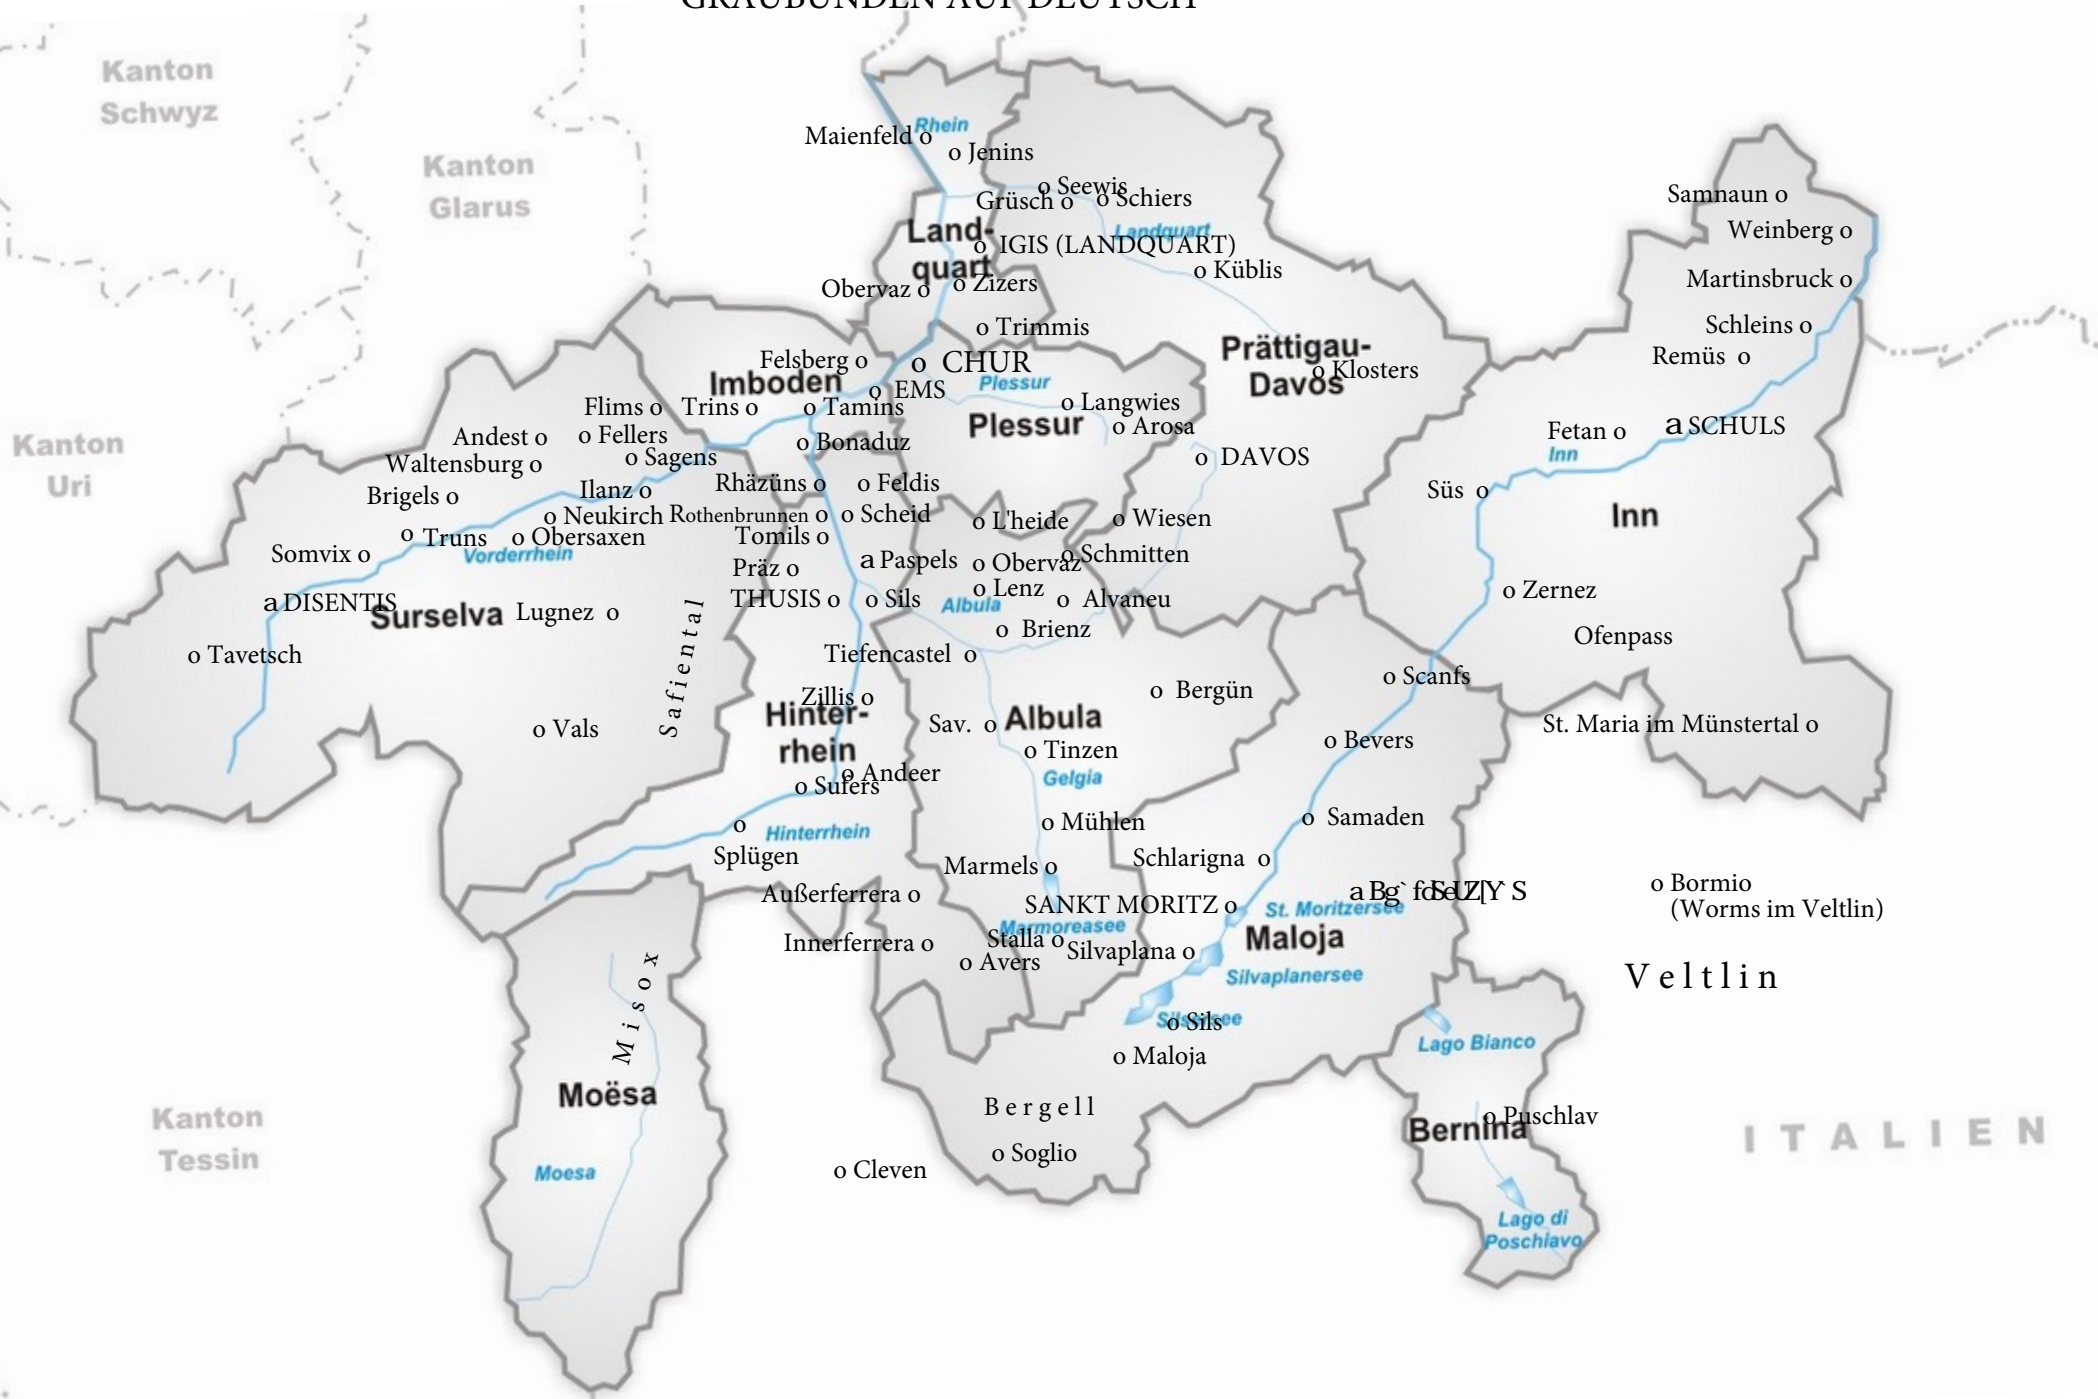 GRAUBÜNDEN AUF DEUTSCH
Kanton
Schwyz
Kanton
Glarus
Kanton
Uri
Kanton
Tessin
ITALIEN
Rhein
Maienfeld o
o Jenins
o Seewis
Grüsch o
o Schiers
Land-
quart
Landquart
o IGIS (LANDQUART)
o Küblis
Obervaz o
o Zizers
o Trimmis
Prättigau-
Davos
o Klosters
Samnaun o
Weinberg o
Martinsbruck o
Schleins o
Remüs o
Felsberg o
o CHUR
Imboden
o EMS
Plessur
Plessur
Flims o
Trins o
o Tamins
o Langwies
o Arosa
Andest o
o Fellers
o Bonaduz
Waltensburg o
o Sagens
o DAVOS
Fetan o
a SCHULS
Inn
Inn
Brigels o
Ilanz o
Rhäzüns o
o Feldis
Süs o
o Neukirch
Rothenbrunnen o
o Scheid
o L'heide
o Wiesen
o Truns
o Obersaxen
Tomils o
Somvix o
Vorderrhein
a Paspels
o Obervaz
o Schmitten
Präz o
o Lenz
a DISENTIS
Surselva
Lugnez o
THUSIS o
o Sils
Albula
o Alvaneu
o Zernez
o Brienz
Ofenpass
o Tavetsch
Safiental
Tiefencastel o
o Scanfs
Zillis o
o Bergün
Hinter-
rhein
Sav. o
Albula
o Vals
St. Maria im Münstertal o
o Tinzen
o Bevers
o Andeer
o Sufers
Gelgia
o
Splügen
Hinterrhein
o Mühlen
o Samaden
Marmels o
Schlarigna o
Außerferrera o
SANKT MORITZ o
St. Moritzersee
o Bormio
(Worms im Veltlin)
Marmoreasee
Innerferrera o
Stalla o
Silvaplana o
Maloja
o Avers
Silvaplanersee
Veltlin
Misox
Silsersee
o Sils
o Maloja
Lago Bianco
Moësa
Bergell
o Puschlav
Bernina
o Soglio
o Cleven
Moesa
Lago di
Poschiavo